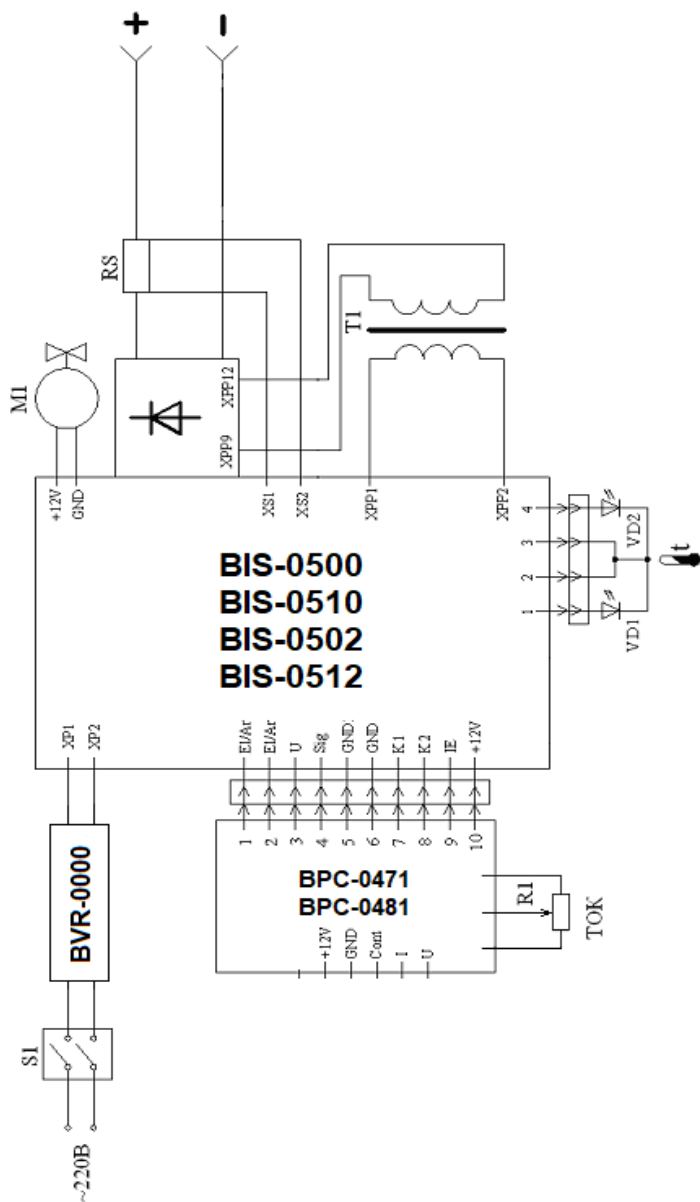 +
-
RS
M1
+12V
GND
XPP12
XPP9
XS1
XS2
T1
XPP1
XPP2
BIS-0500
BIS-0510
BIS-0502
BIS-0512
1
2
3
4
VD1
VD2
t
XP1
XP2
BVR-0000
S1
~220В
1
2
3
4
5
6
7
8
9
10
El/Ar
El/Ar
U
Sig
GND
GND
K1
K2
IE
+12V
BPC-0471
BPC-0481
+12V
GND
Com
I
U
R1
TOK